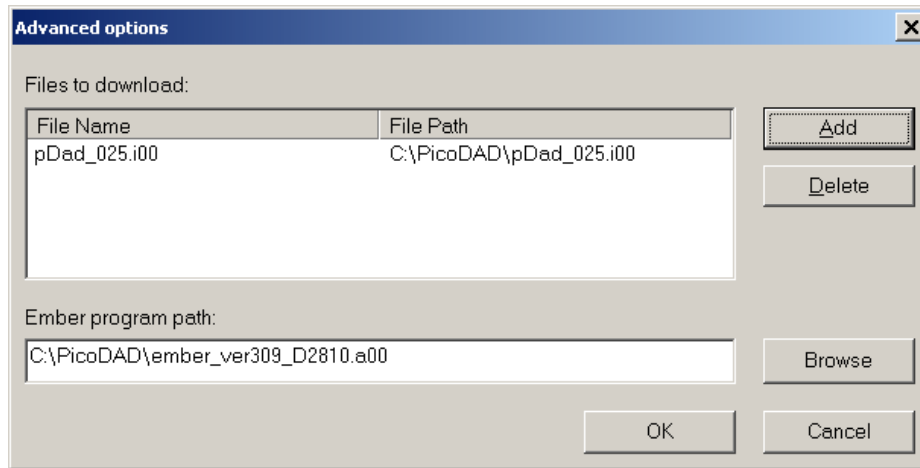 Advanced options
Files to download:
File Name File Path
pDad_025.i00 C:\PicoDAD\pDad_025.i00
Add
Delete
Ember program path:
C:\PicoDAD\ember_ver309_D2810.a00
Browse
OK Cancel